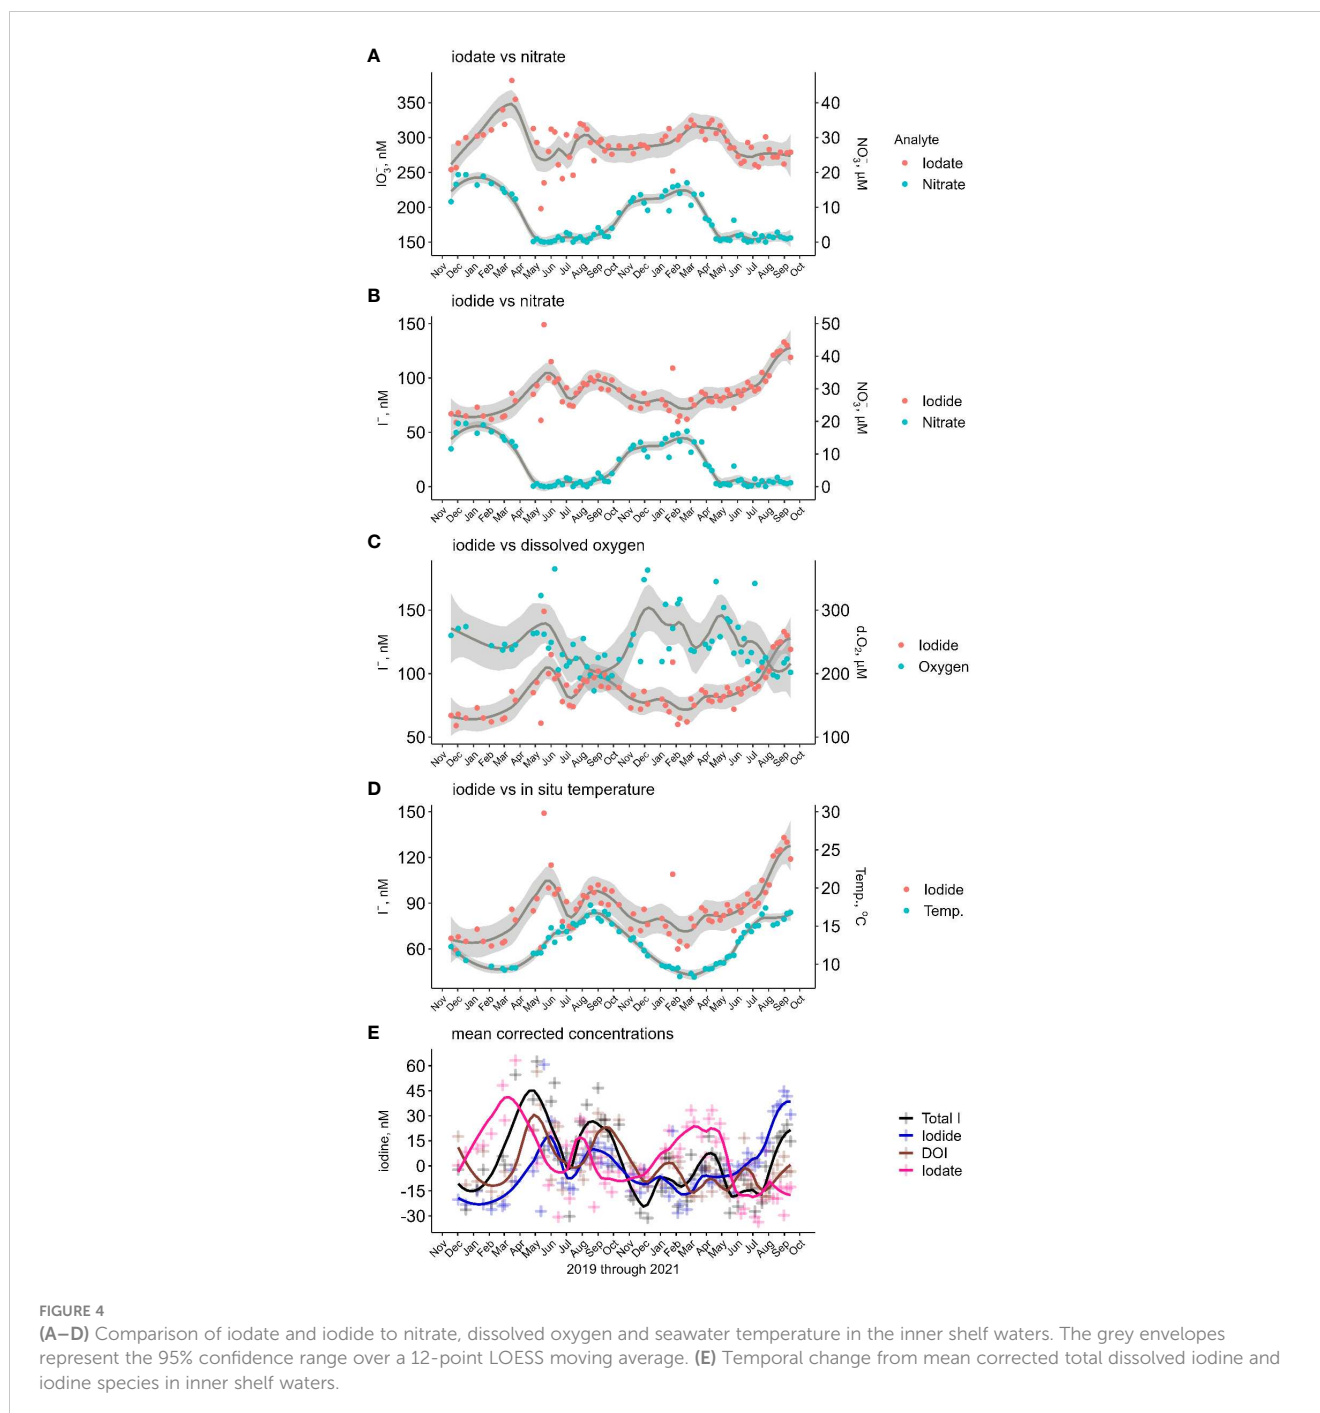 A iodate vs nitrate
350
300
250
200
150
IO₃⁻, nM
40
30
20
10
0
NO₃⁻, µM
Analyte
Iodate
Nitrate
Nov Dec Jan Feb Mar Apr May Jun Jul Aug Sep Oct Nov Dec Jan Feb Mar Apr May Jun Jul Aug Sep Oct
B iodide vs nitrate
150
100
50
0
I⁻, nM
50
40
30
20
10
0
NO₃⁻, µM
Iodide
Nitrate
Nov Dec Jan Feb Mar Apr May Jun Jul Aug Sep Oct Nov Dec Jan Feb Mar Apr May Jun Jul Aug Sep Oct
C iodide vs dissolved oxygen
150
100
50
I⁻, nM
300
200
100
d.O₂, µM
Iodide
Oxygen
Nov Dec Jan Feb Mar Apr May Jun Jul Aug Sep Oct Nov Dec Jan Feb Mar Apr May Jun Jul Aug Sep Oct
D iodide vs in situ temperature
150
120
90
60
I⁻, nM
30
25
20
15
10
Temp., °C
Iodide
Temp.
Nov Dec Jan Feb Mar Apr May Jun Jul Aug Sep Oct Nov Dec Jan Feb Mar Apr May Jun Jul Aug Sep Oct
E mean corrected concentrations
60
45
30
15
0
-15
-30
iodine, nM
Total I
Iodide
DOI
Iodate
Nov Dec Jan Feb Mar Apr May Jun Jul Aug Sep Oct Nov Dec Jan Feb Mar Apr May Jun Jul Aug Sep Oct
2019 through 2021
FIGURE 4
(A–D) Comparison of iodate and iodide to nitrate, dissolved oxygen and seawater temperature in the inner shelf waters. The grey envelopes
represent the 95% confidence range over a 12-point LOESS moving average. (E) Temporal change from mean corrected total dissolved iodine and
iodine species in inner shelf waters.